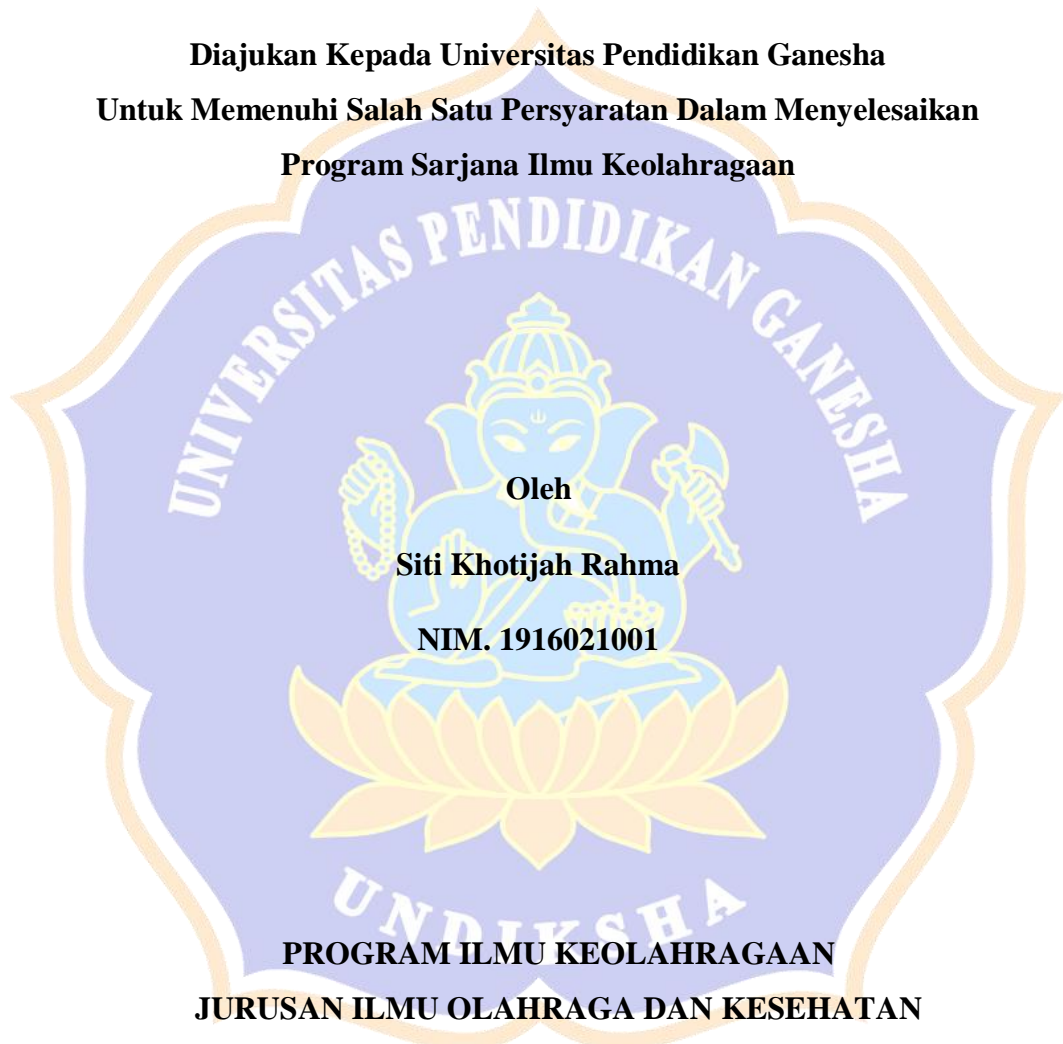 Diajukan Kepada Universitas Pendidikan Ganesha
Untuk Memenuhi Salah Satu Persyaratan Dalam Menyelesaikan
Program Sarjana Ilmu Keolahragaan
UNIVERSITAS PENDIDIKAN GANESHA
Oleh
Siti Khotijah Rahma
NIM. 1916021001
UNDIKSHA
PROGRAM ILMU KEOLAHRAGAAN
JURUSAN ILMU OLAHRAGA DAN KESEHATAN